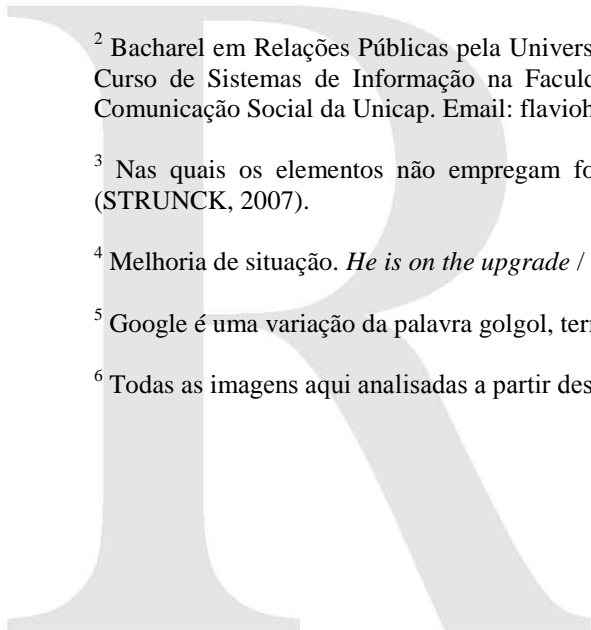 ² Bacharel em Relações Públicas pela Univers
Curso de Sistemas de Informação na Facul
Comunicação Social da Unicap. Email: flavioh
³ Nas quais os elementos não empregam fo
(STRUNCK, 2007).
⁴ Melhoria de situação. He is on the upgrade /
⁵ Google é uma variação da palavra golgol, ter
⁶ Todas as imagens aqui analisadas a partir des
R